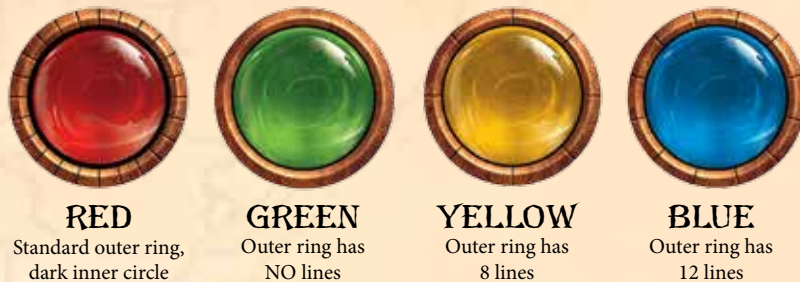 RED
Standard outer ring,
dark inner circle
GREEN
Outer ring has
NO lines
YELLOW
Outer ring has
8 lines
BLUE
Outer ring has
12 lines